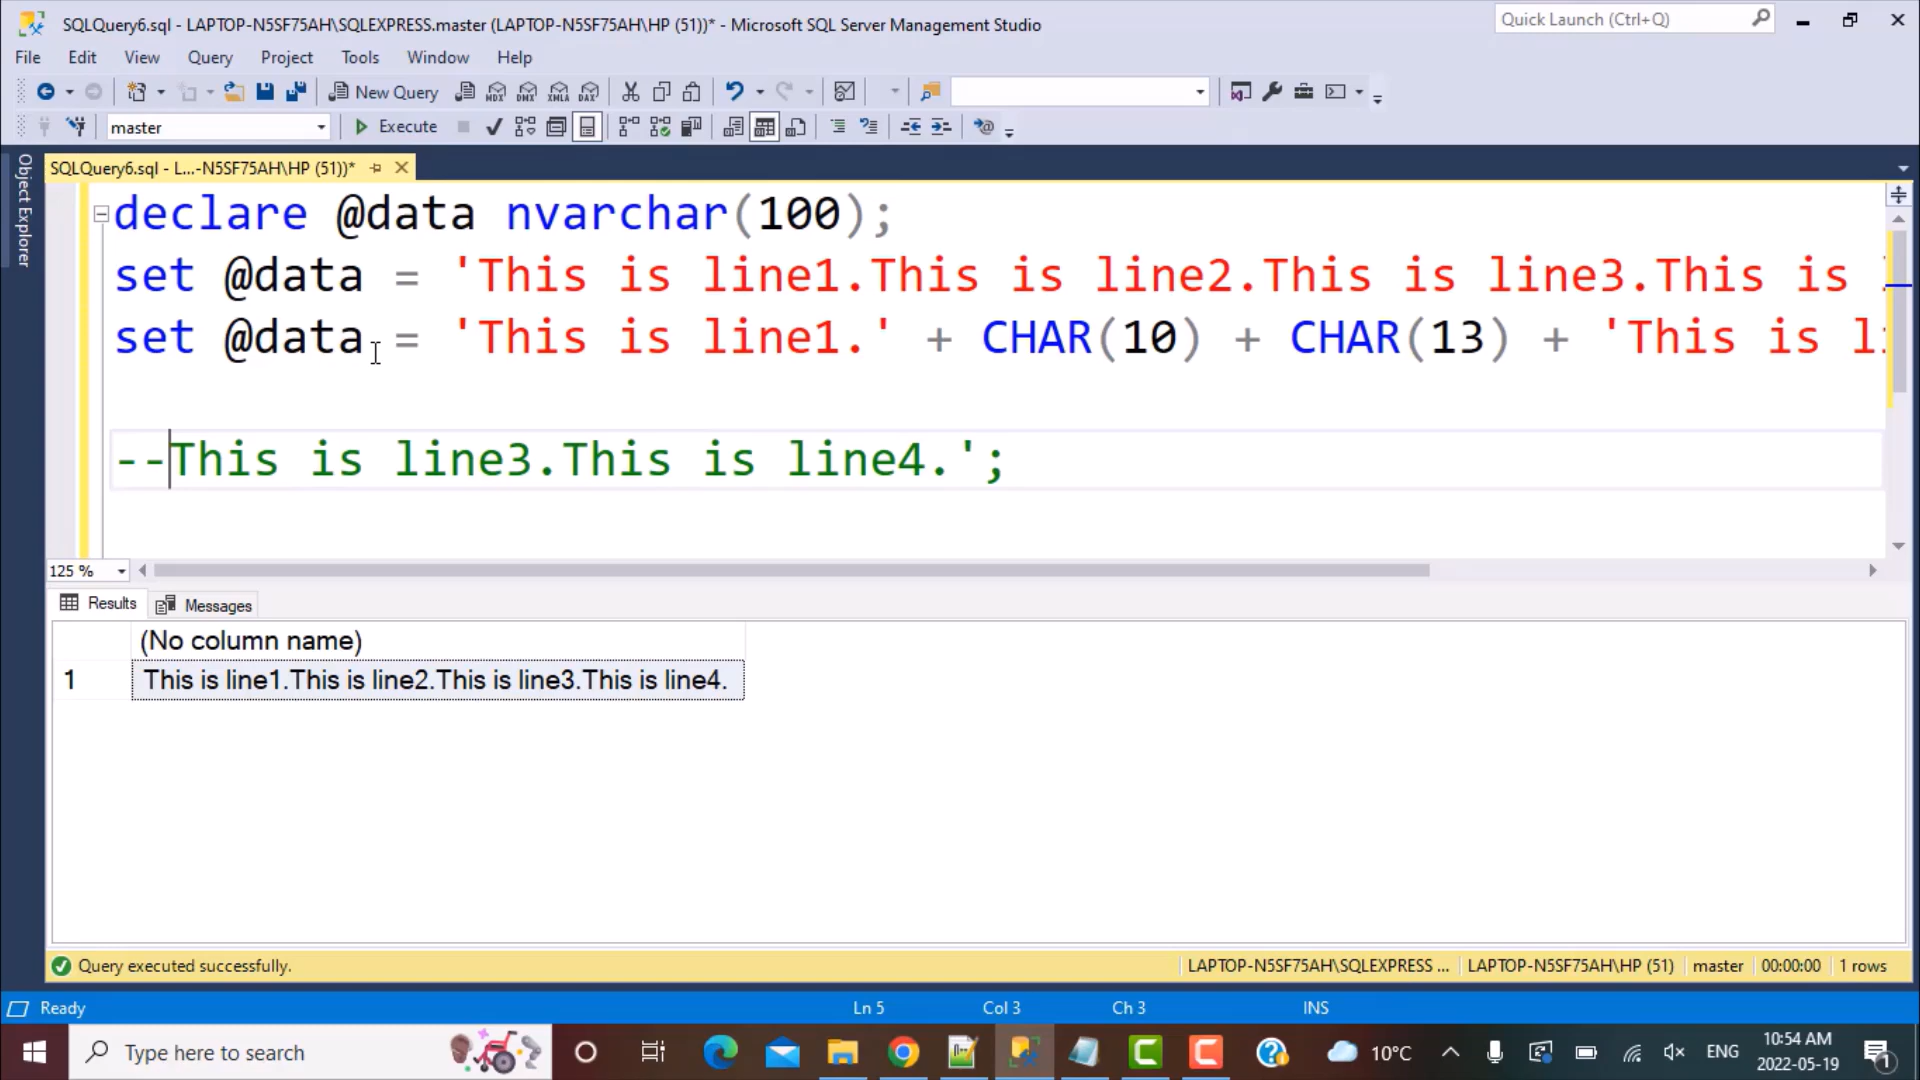 SQLQuery6.sql - LAPTOP-N5SF75AH\SQLEXPRESS.master (LAPTOP-N5SF75AH\HP (51))* - Microsoft SQL Server Management Studio
Quick Launch (Ctrl+Q)
File Edit View Query Project Tools Window Help
New Query MDX DMX XMLA DAX
master Execute
Object Explorer
SQLQuery6.sql - L...-N5SF75AH\HP (51))*
declare @data nvarchar(100);
set @data = 'This is line1.This is line2.This is line3.This is
set @data = 'This is line1.' + CHAR(10) + CHAR(13) + 'This is
--This is line3.This is line4.';
125 %
Results Messages
(No column name)
1 This is line1.This is line2.This is line3.This is line4.
Query executed successfully. LAPTOP-N5SF75AH\SQLEXPRESS ... LAPTOP-N5SF75AH\HP (51) master 00:00:00 1 rows
Ready Ln 5 Col 3 Ch 3 INS
Type here to search 10°C ENG 10:54 AM
2022-05-19 1